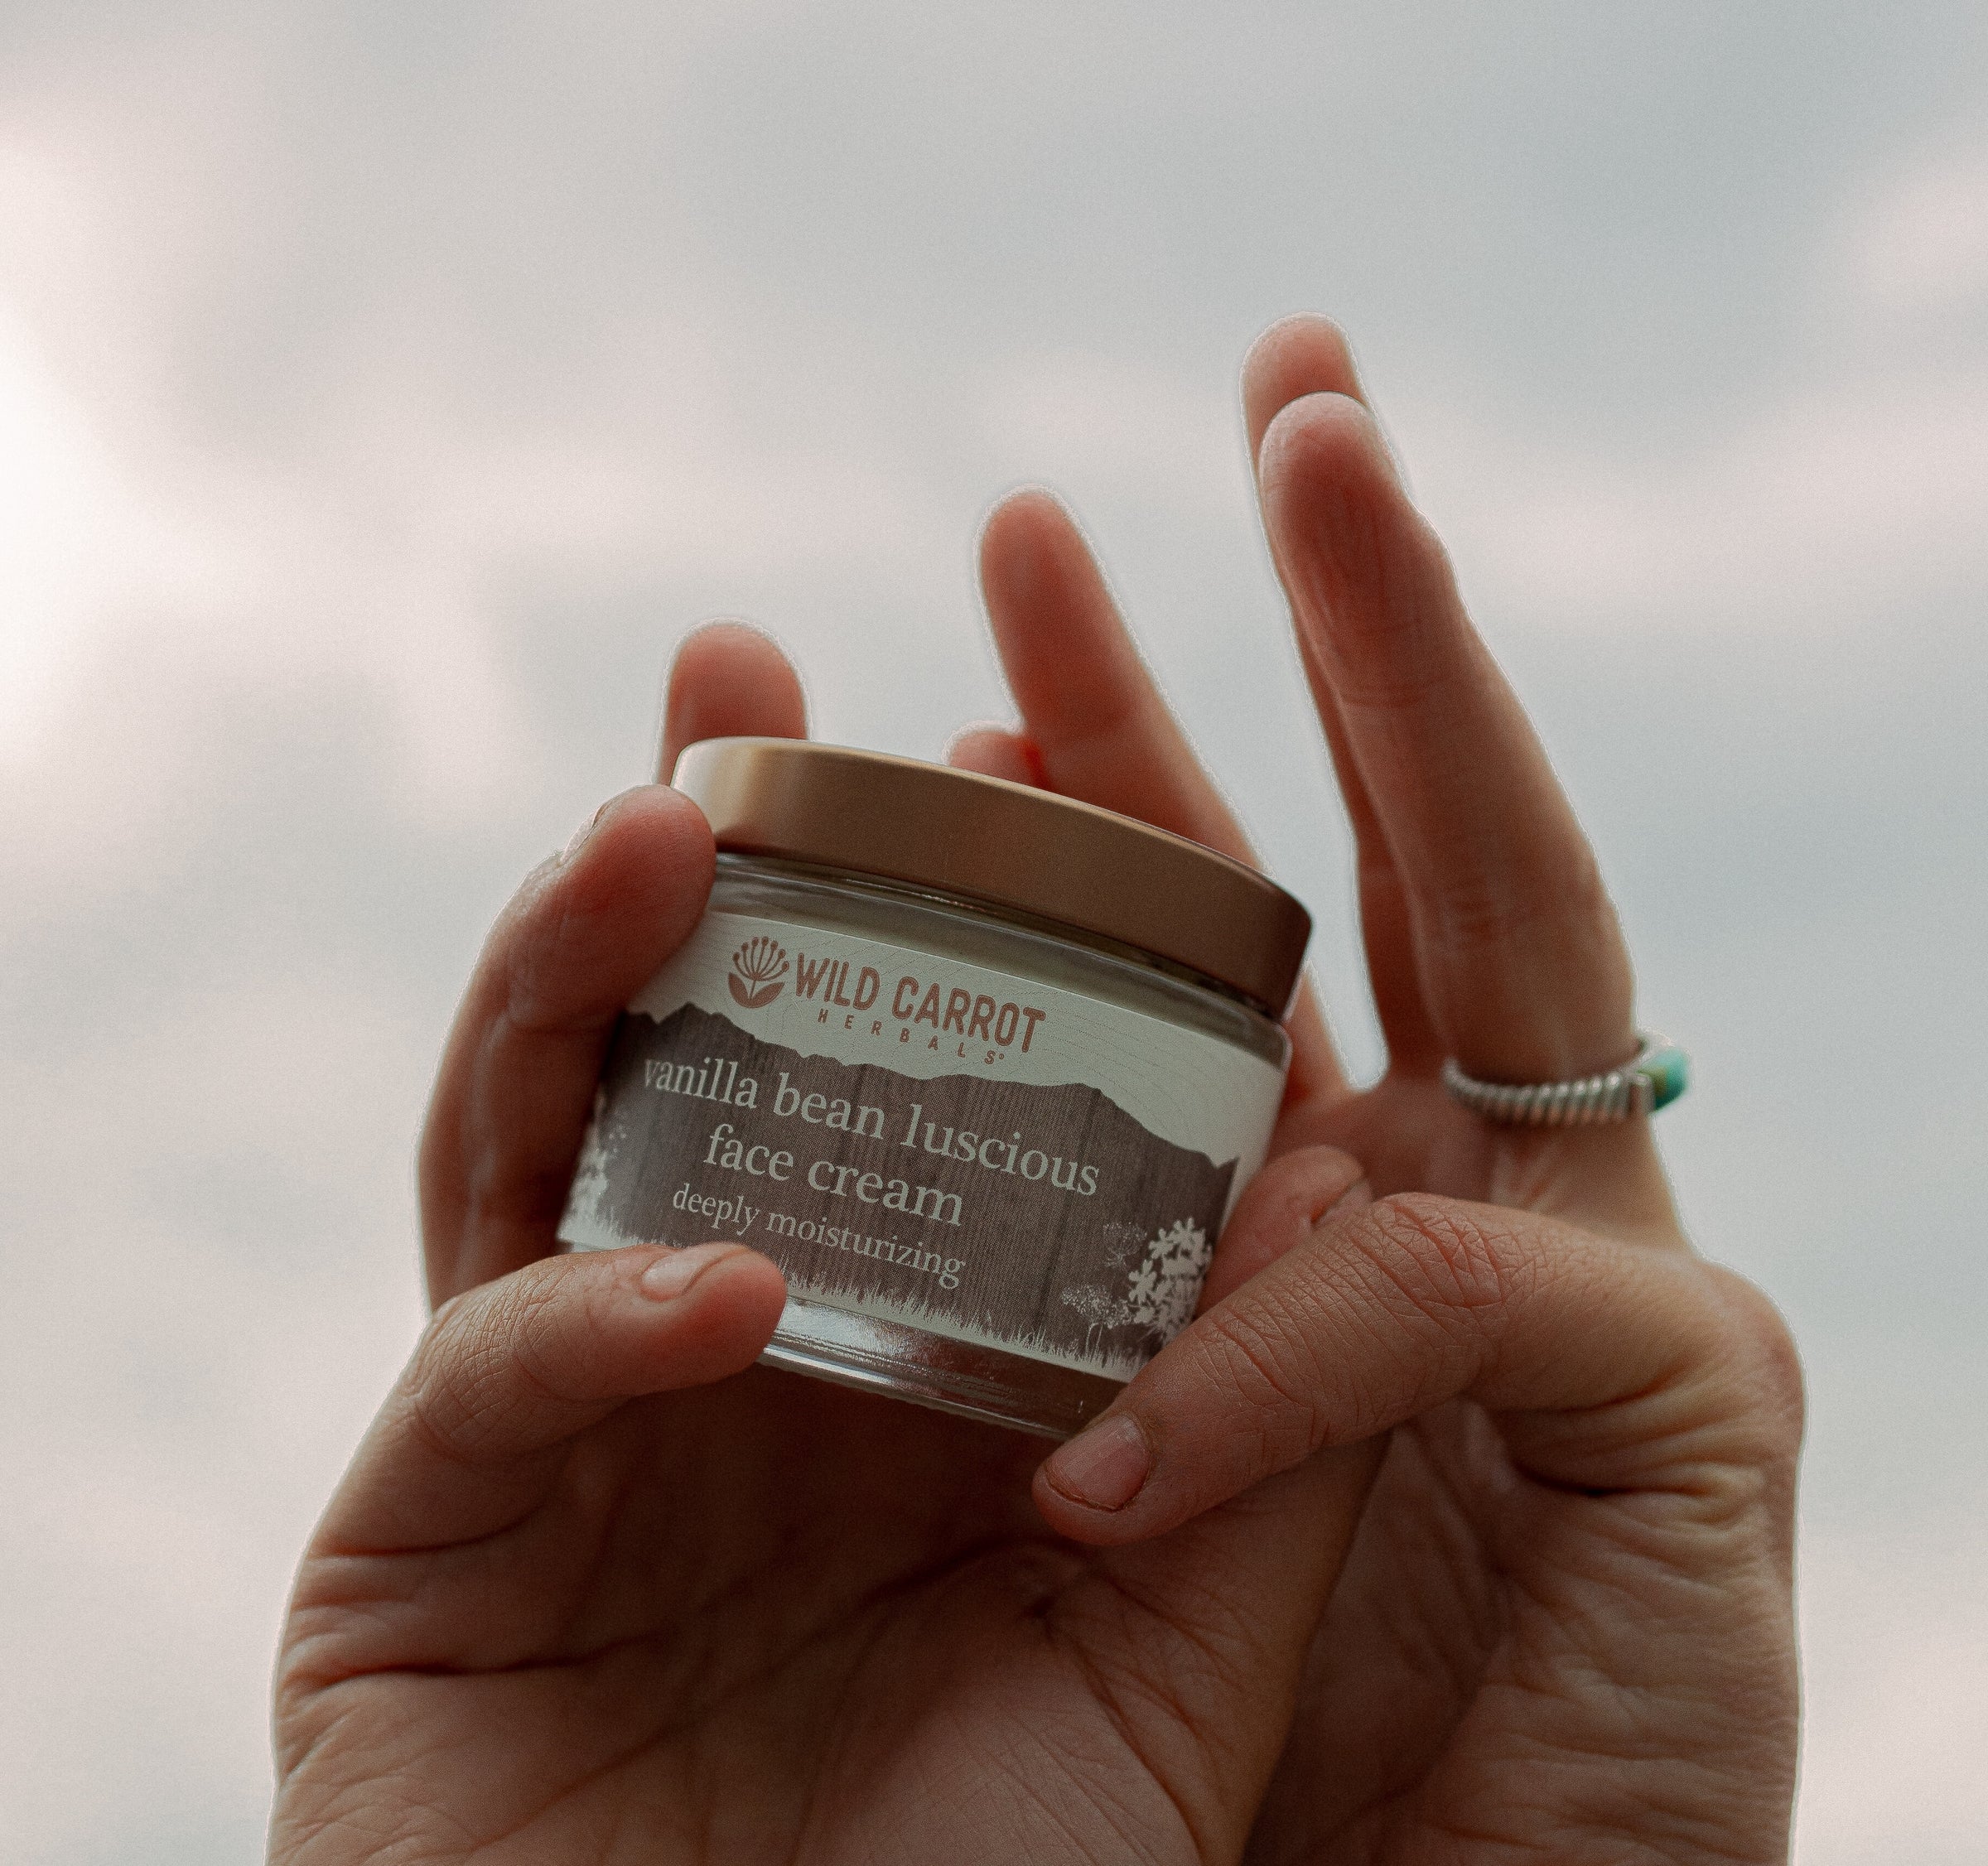 WILD CARROT
HERBALS®
vanilla bean luscious
face cream
deeply moisturizing